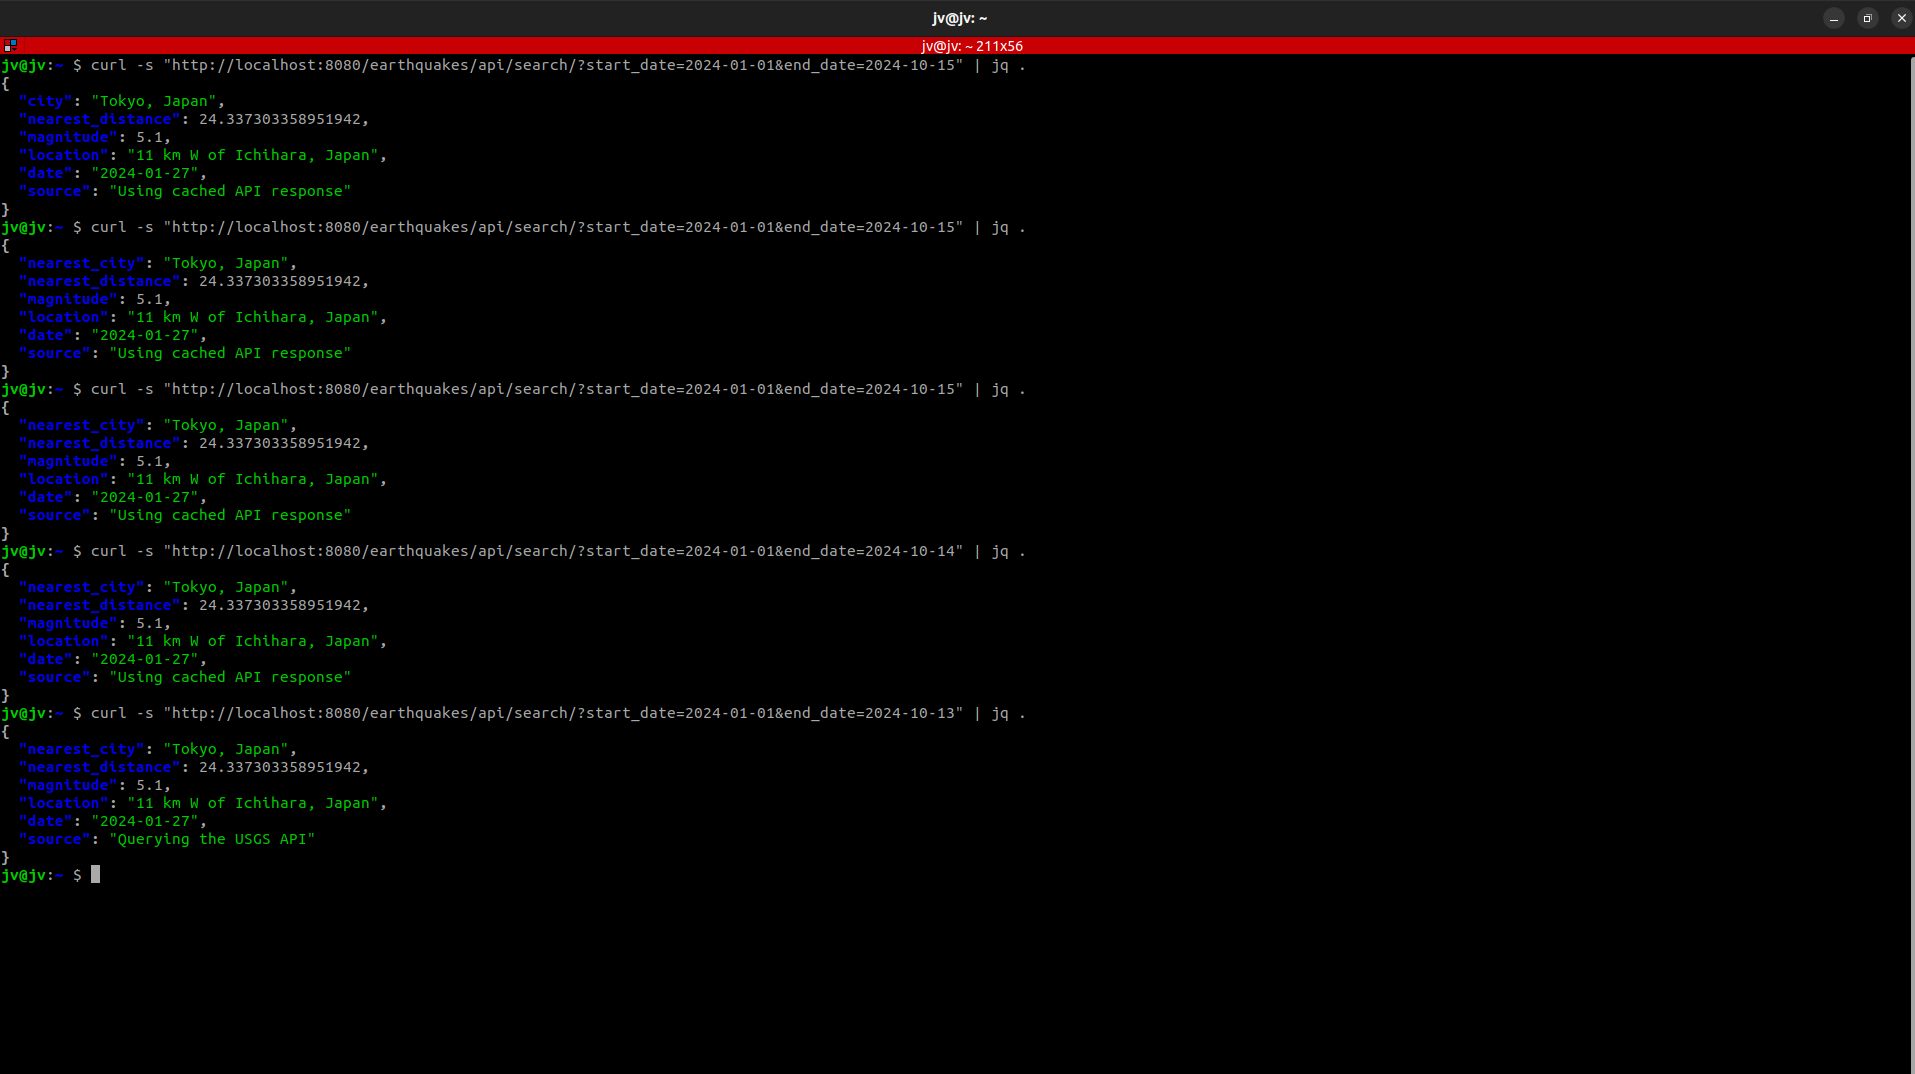 jv@jv: ~
jv@jv: ~ 211x56
jv@jv:~ $ curl -s "http://localhost:8080/earthquakes/api/search/?start_date=2024-01-01&end_date=2024-10-15" | jq .
{
  "city": "Tokyo, Japan",
  "nearest_distance": 24.337303358951942,
  "magnitude": 5.1,
  "location": "11 km W of Ichihara, Japan",
  "date": "2024-01-27",
  "source": "Using cached API response"
}
jv@jv:~ $ curl -s "http://localhost:8080/earthquakes/api/search/?start_date=2024-01-01&end_date=2024-10-15" | jq .
{
  "nearest_city": "Tokyo, Japan",
  "nearest_distance": 24.337303358951942,
  "magnitude": 5.1,
  "location": "11 km W of Ichihara, Japan",
  "date": "2024-01-27",
  "source": "Using cached API response"
}
jv@jv:~ $ curl -s "http://localhost:8080/earthquakes/api/search/?start_date=2024-01-01&end_date=2024-10-15" | jq .
{
  "nearest_city": "Tokyo, Japan",
  "nearest_distance": 24.337303358951942,
  "magnitude": 5.1,
  "location": "11 km W of Ichihara, Japan",
  "date": "2024-01-27",
  "source": "Using cached API response"
}
jv@jv:~ $ curl -s "http://localhost:8080/earthquakes/api/search/?start_date=2024-01-01&end_date=2024-10-14" | jq .
{
  "nearest_city": "Tokyo, Japan",
  "nearest_distance": 24.337303358951942,
  "magnitude": 5.1,
  "location": "11 km W of Ichihara, Japan",
  "date": "2024-01-27",
  "source": "Using cached API response"
}
jv@jv:~ $ curl -s "http://localhost:8080/earthquakes/api/search/?start_date=2024-01-01&end_date=2024-10-13" | jq .
{
  "nearest_city": "Tokyo, Japan",
  "nearest_distance": 24.337303358951942,
  "magnitude": 5.1,
  "location": "11 km W of Ichihara, Japan",
  "date": "2024-01-27",
  "source": "Querying the USGS API"
}
jv@jv:~ $